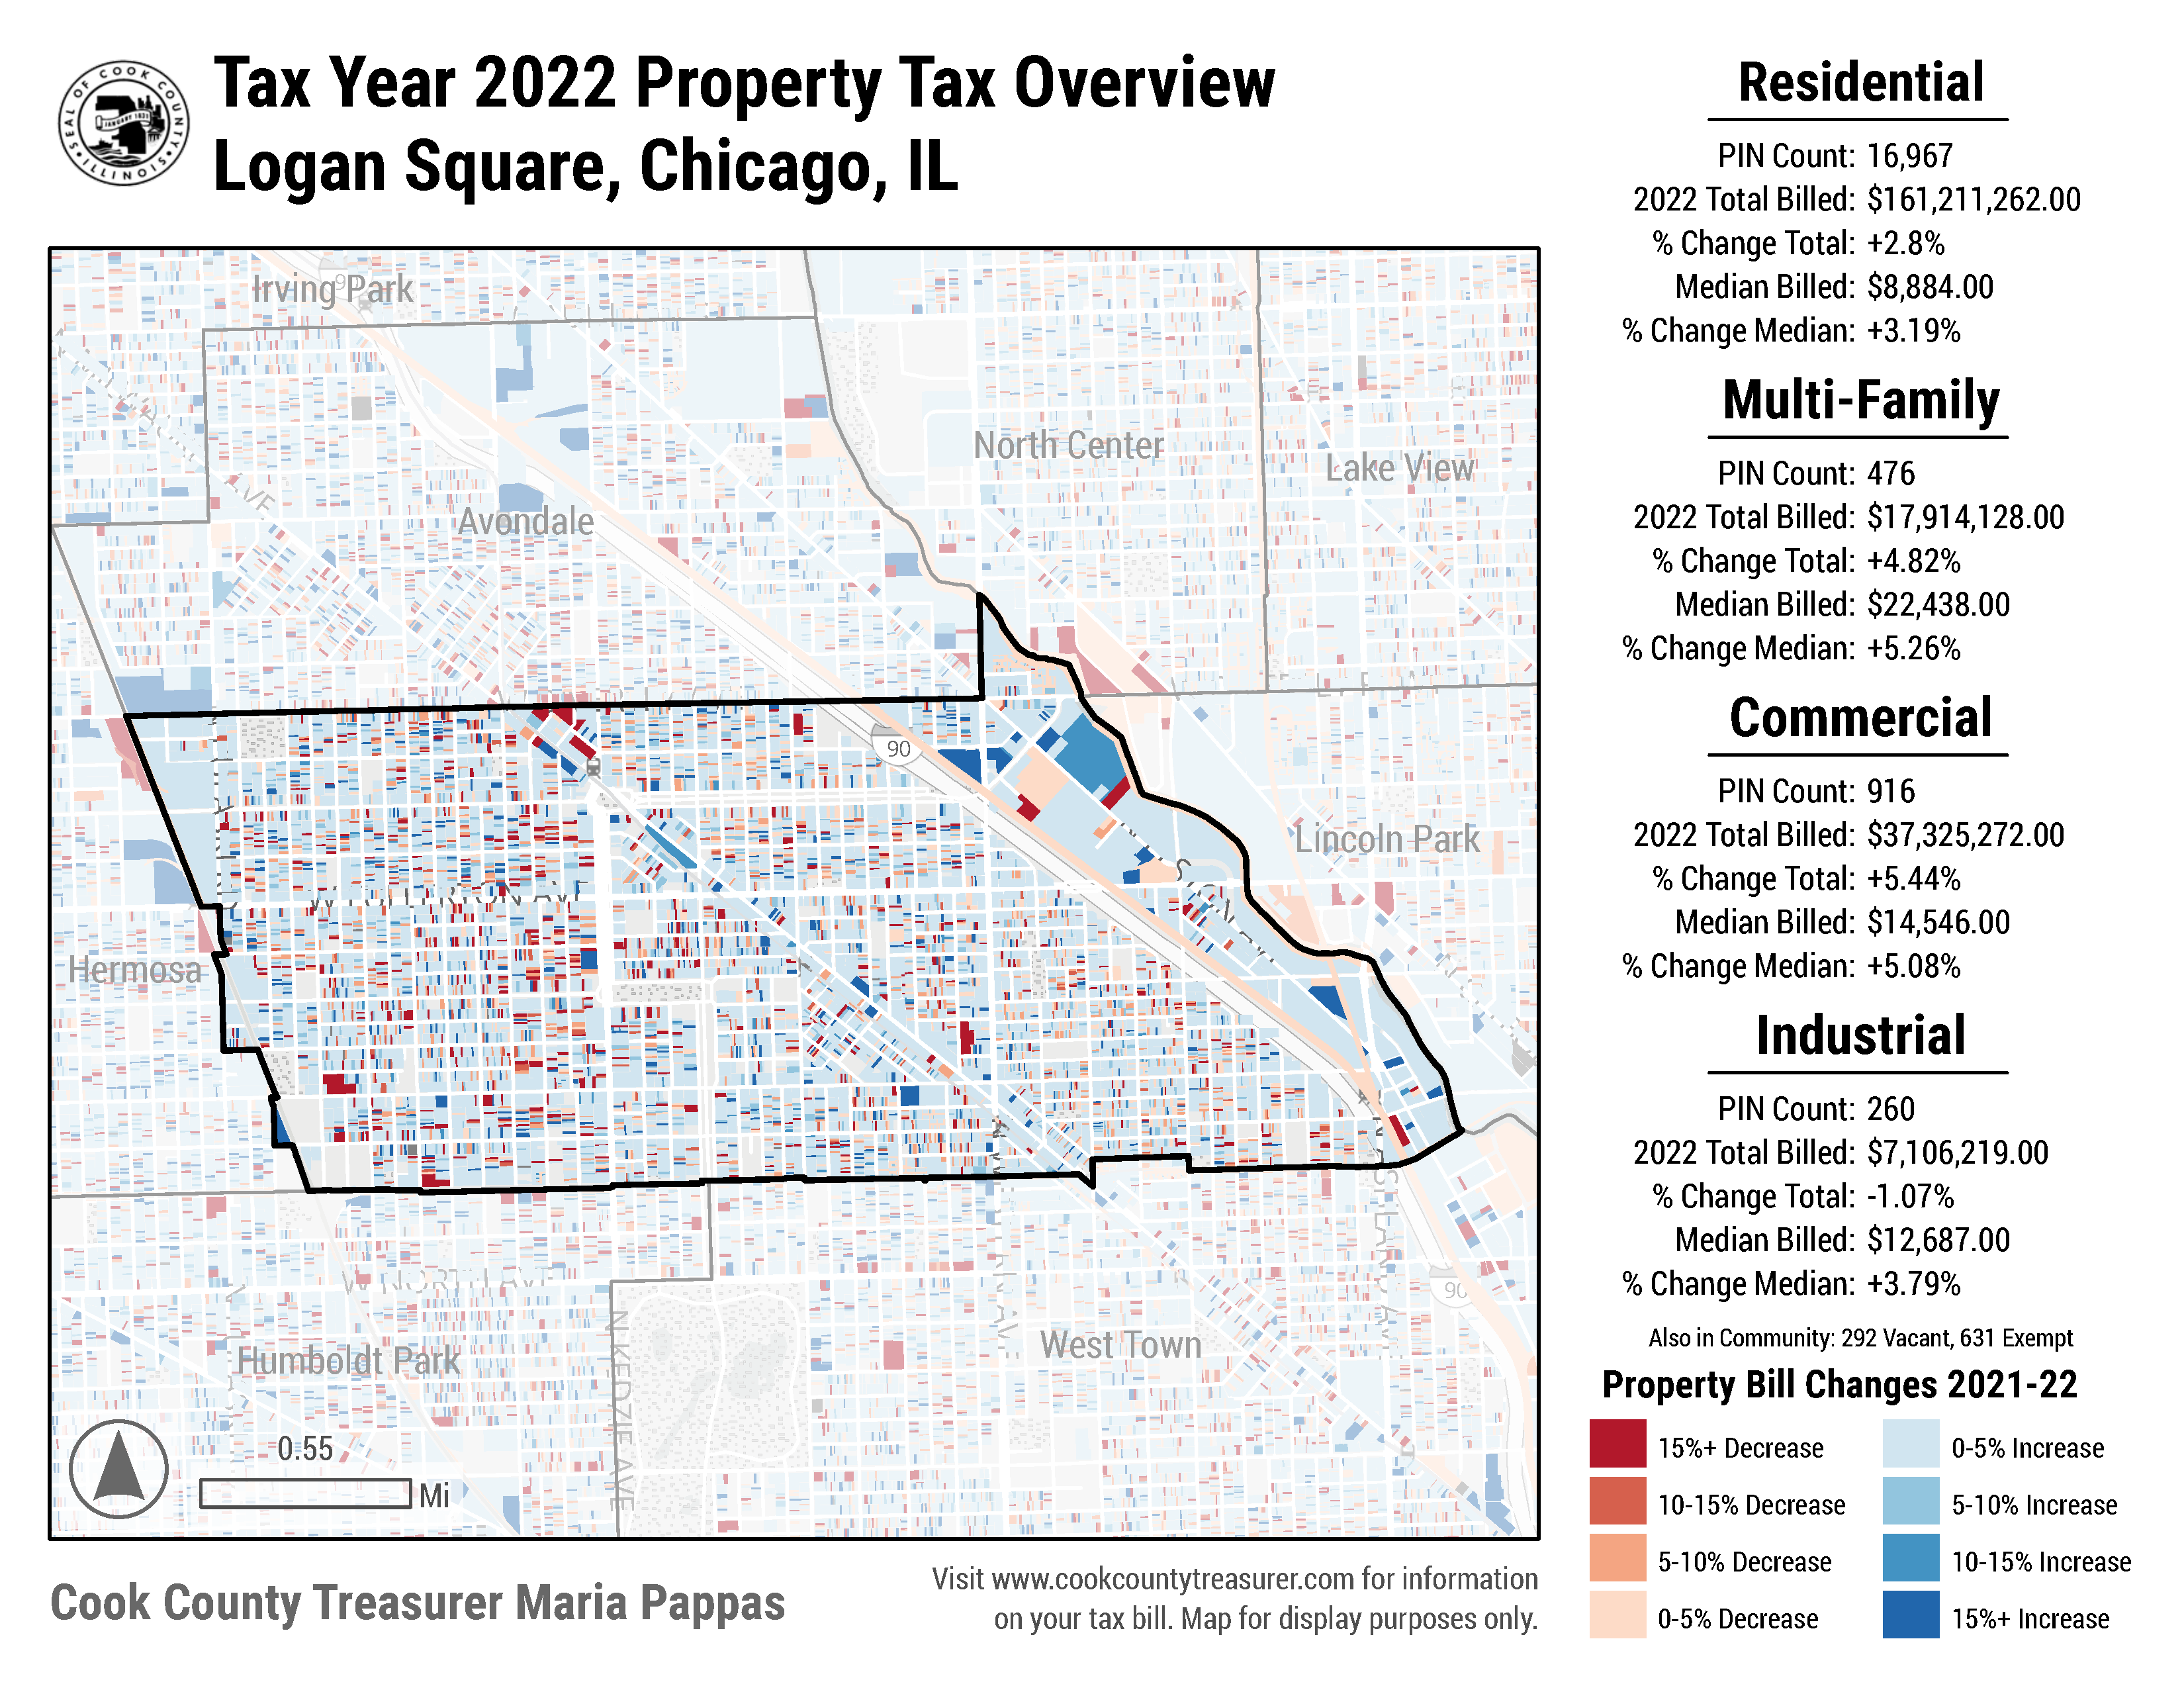 SEAL OF COOK COUNTY
JANUARY 1831
ILLINOIS
Tax Year 2022 Property Tax Overview
Logan Square, Chicago, IL
Irving Park
North Center
Lake View
Avondale
90
Lincoln Park
Hermosa
W NORTH AVE
West Town
Humboldt Park
N KEDZIE AVE
90
0.55
Mi
Cook County Treasurer Maria Pappas
Visit www.cookcountytreasurer.com for information
on your tax bill. Map for display purposes only.
Residential
PIN Count: 16,967
2022 Total Billed: $161,211,262.00
% Change Total: +2.8%
Median Billed: $8,884.00
% Change Median: +3.19%
Multi-Family
PIN Count: 476
2022 Total Billed: $17,914,128.00
% Change Total: +4.82%
Median Billed: $22,438.00
% Change Median: +5.26%
Commercial
PIN Count: 916
2022 Total Billed: $37,325,272.00
% Change Total: +5.44%
Median Billed: $14,546.00
% Change Median: +5.08%
Industrial
PIN Count: 260
2022 Total Billed: $7,106,219.00
% Change Total: -1.07%
Median Billed: $12,687.00
% Change Median: +3.79%
Also in Community: 292 Vacant, 631 Exempt
Property Bill Changes 2021-22
15%+ Decrease
0-5% Increase
10-15% Decrease
5-10% Increase
5-10% Decrease
10-15% Increase
0-5% Decrease
15%+ Increase